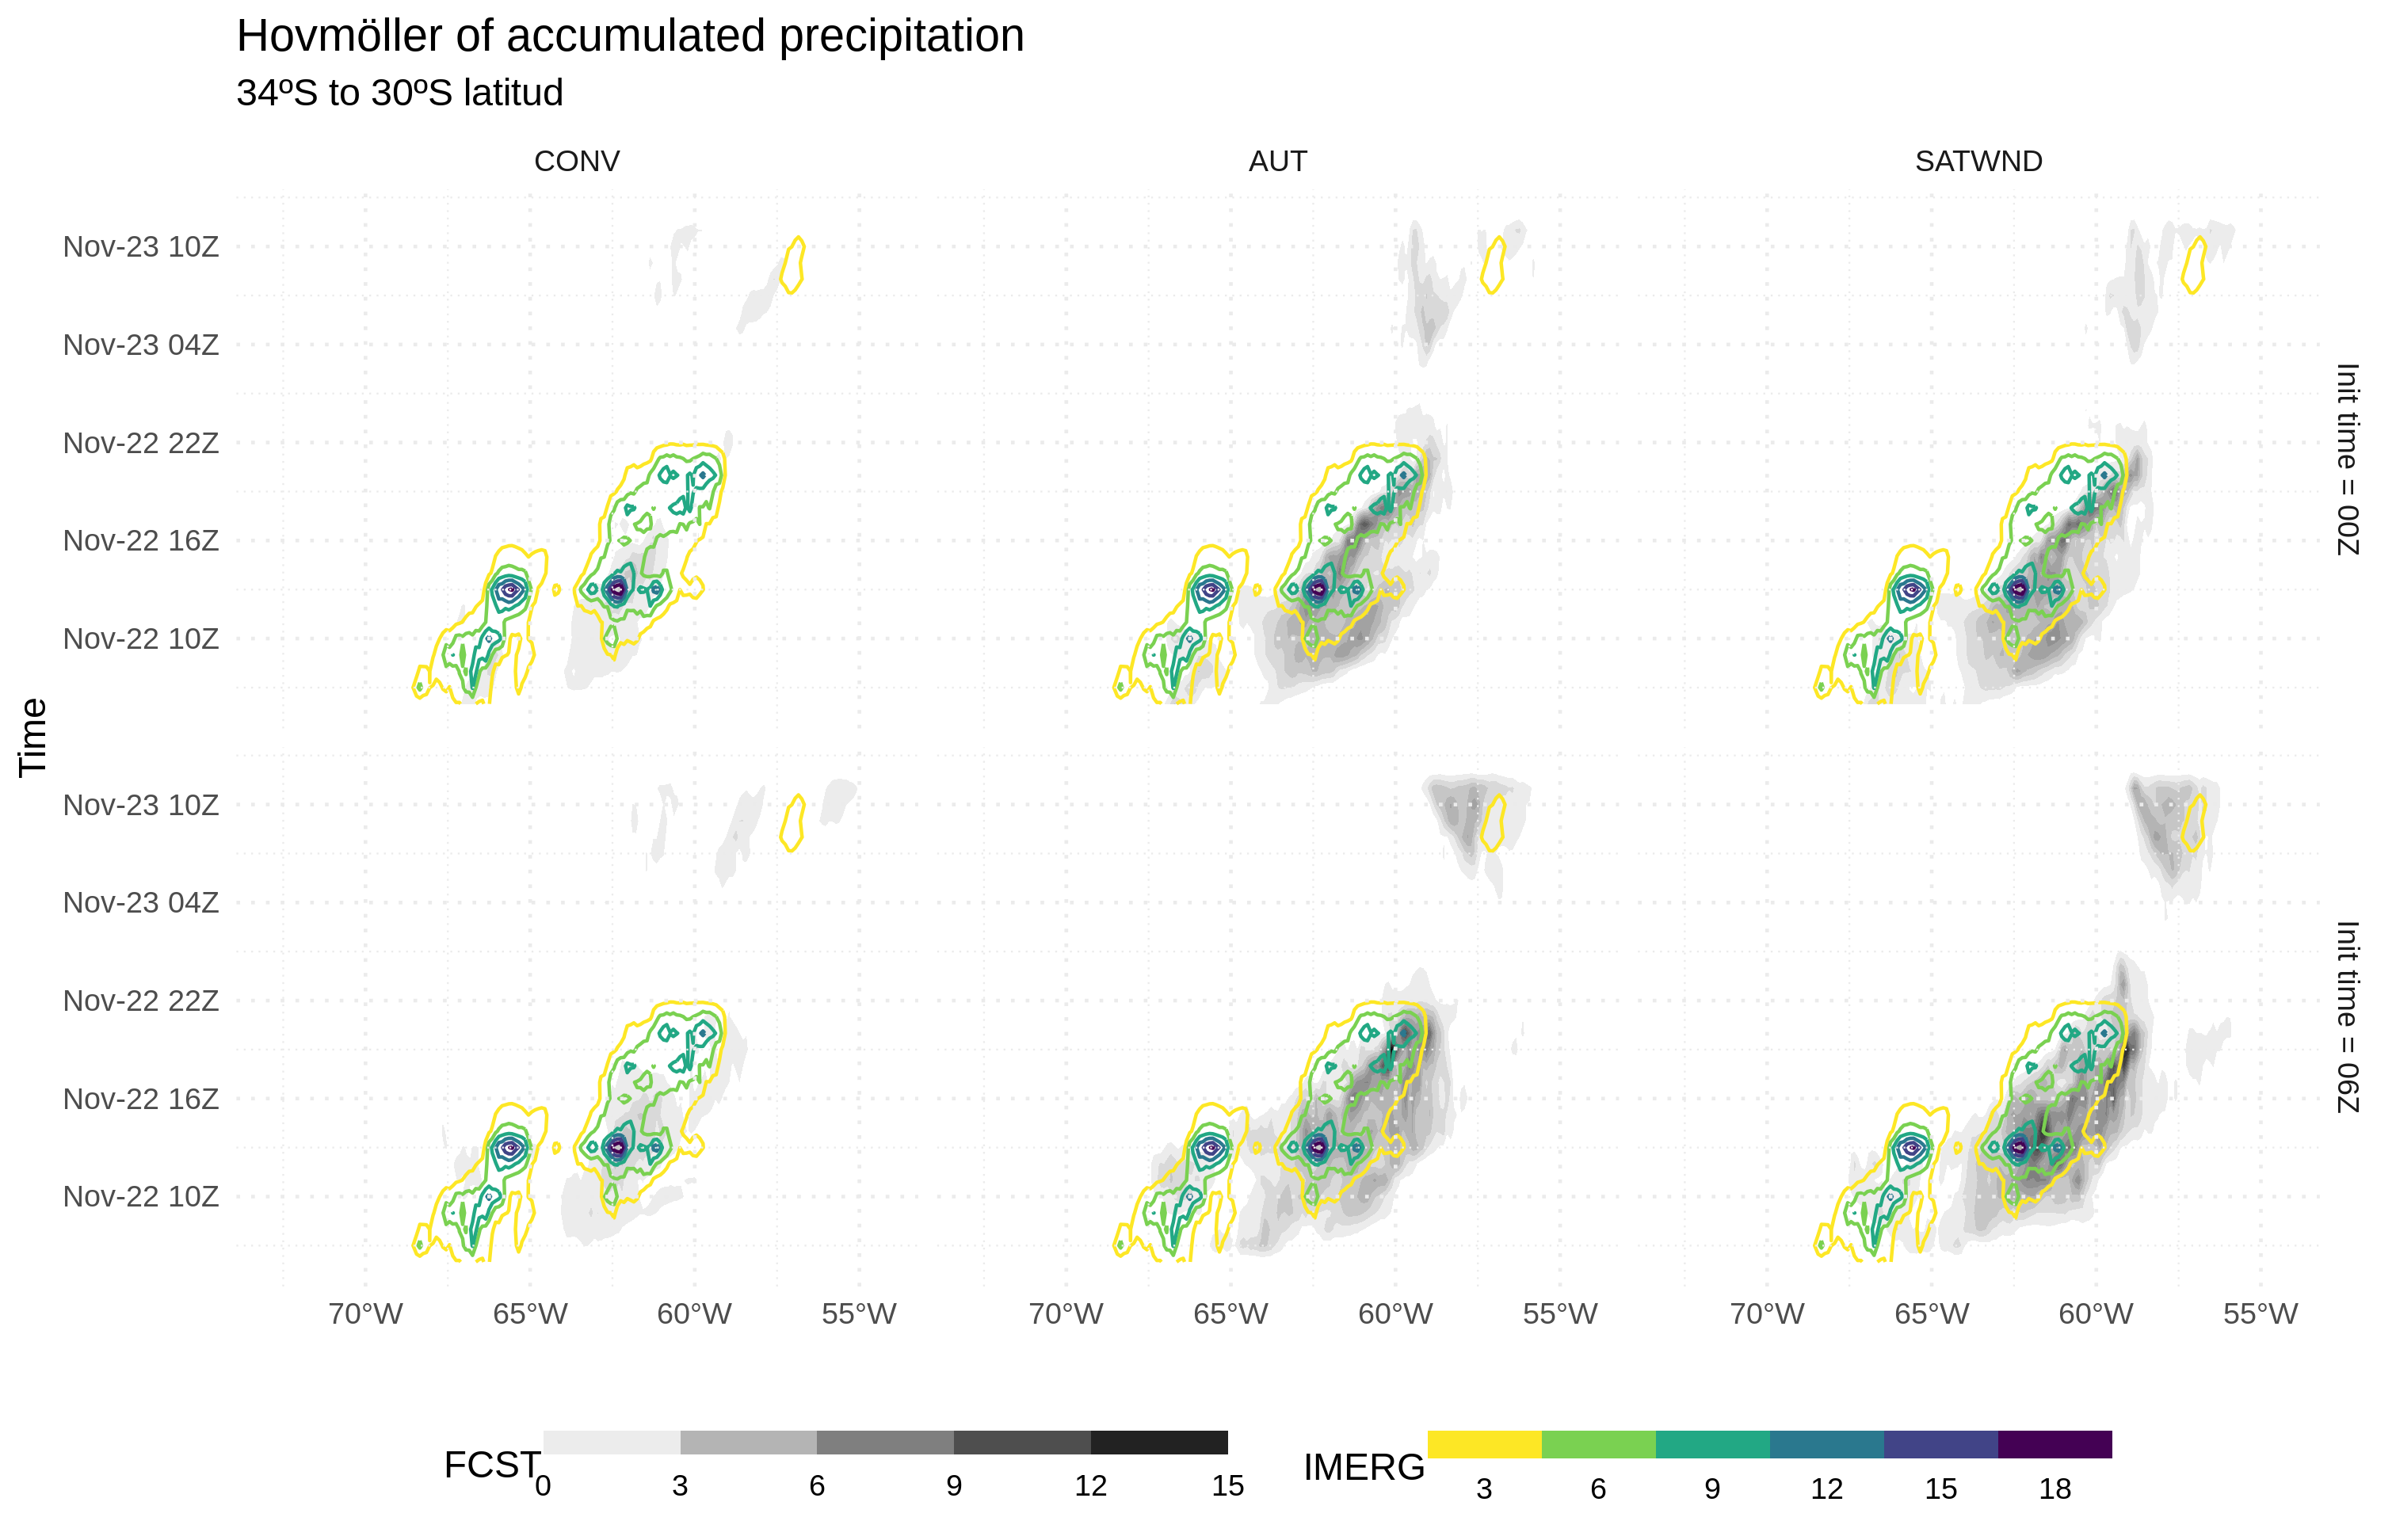 Hovmöller of accumulated precipitation
34ºS to 30ºS latitud
CONV AUT SATWND
Nov-23 10Z
Nov-23 04Z
Nov-22 22Z
Nov-22 16Z
Nov-22 10Z
Init time = 00Z
Time
Nov-23 10Z
Nov-23 04Z
Nov-22 22Z
Nov-22 16Z
Nov-22 10Z
Init time = 06Z
70°W 65°W 60°W 55°W 70°W 65°W 60°W 55°W 70°W 65°W 60°W 55°W
FCST 0 3 6 9 12 15
IMERG 3 6 9 12 15 18